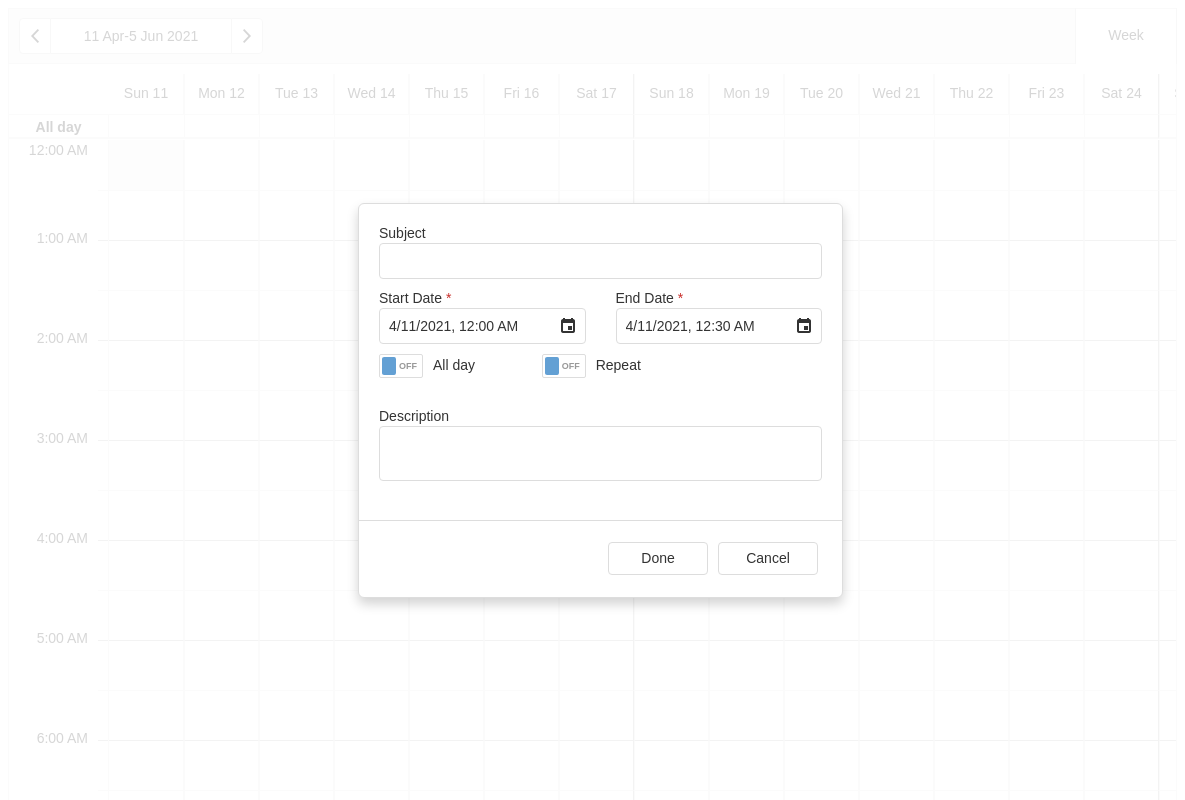 11 Apr-5 Jun 2021
Week
Sun 11 Mon 12 Tue 13 Wed 14 Thu 15 Fri 16 Sat 17 Sun 18 Mon 19 Tue 20 Wed 21 Thu 22 Fri 23 Sat 24
All day
12:00 AM
1:00 AM
2:00 AM
3:00 AM
4:00 AM
5:00 AM
6:00 AM
Subject
Start Date * End Date *
4/11/2021, 12:00 AM 4/11/2021, 12:30 AM
OFF All day OFF Repeat
Description
Done Cancel